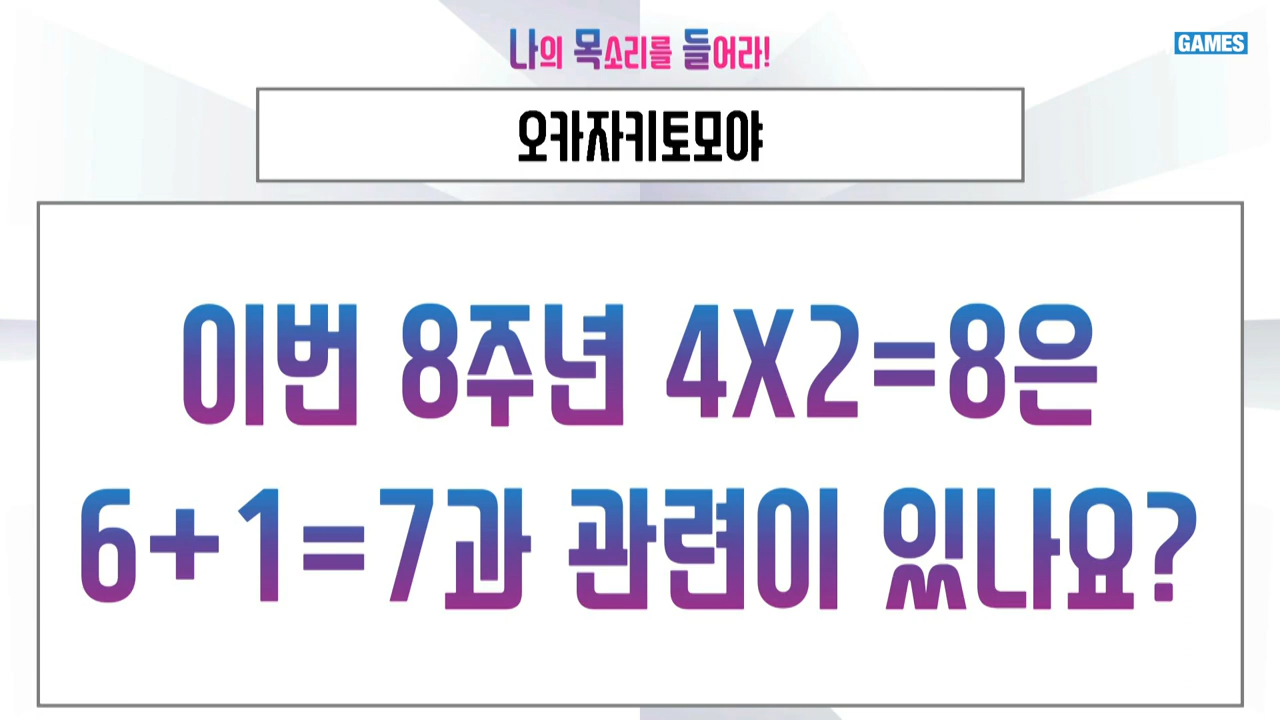 나의 목소리를 들어라!
GAMES
오카자키토모야
이번 8주년 4X2=8은
6+1=7과 관련이 있나요?